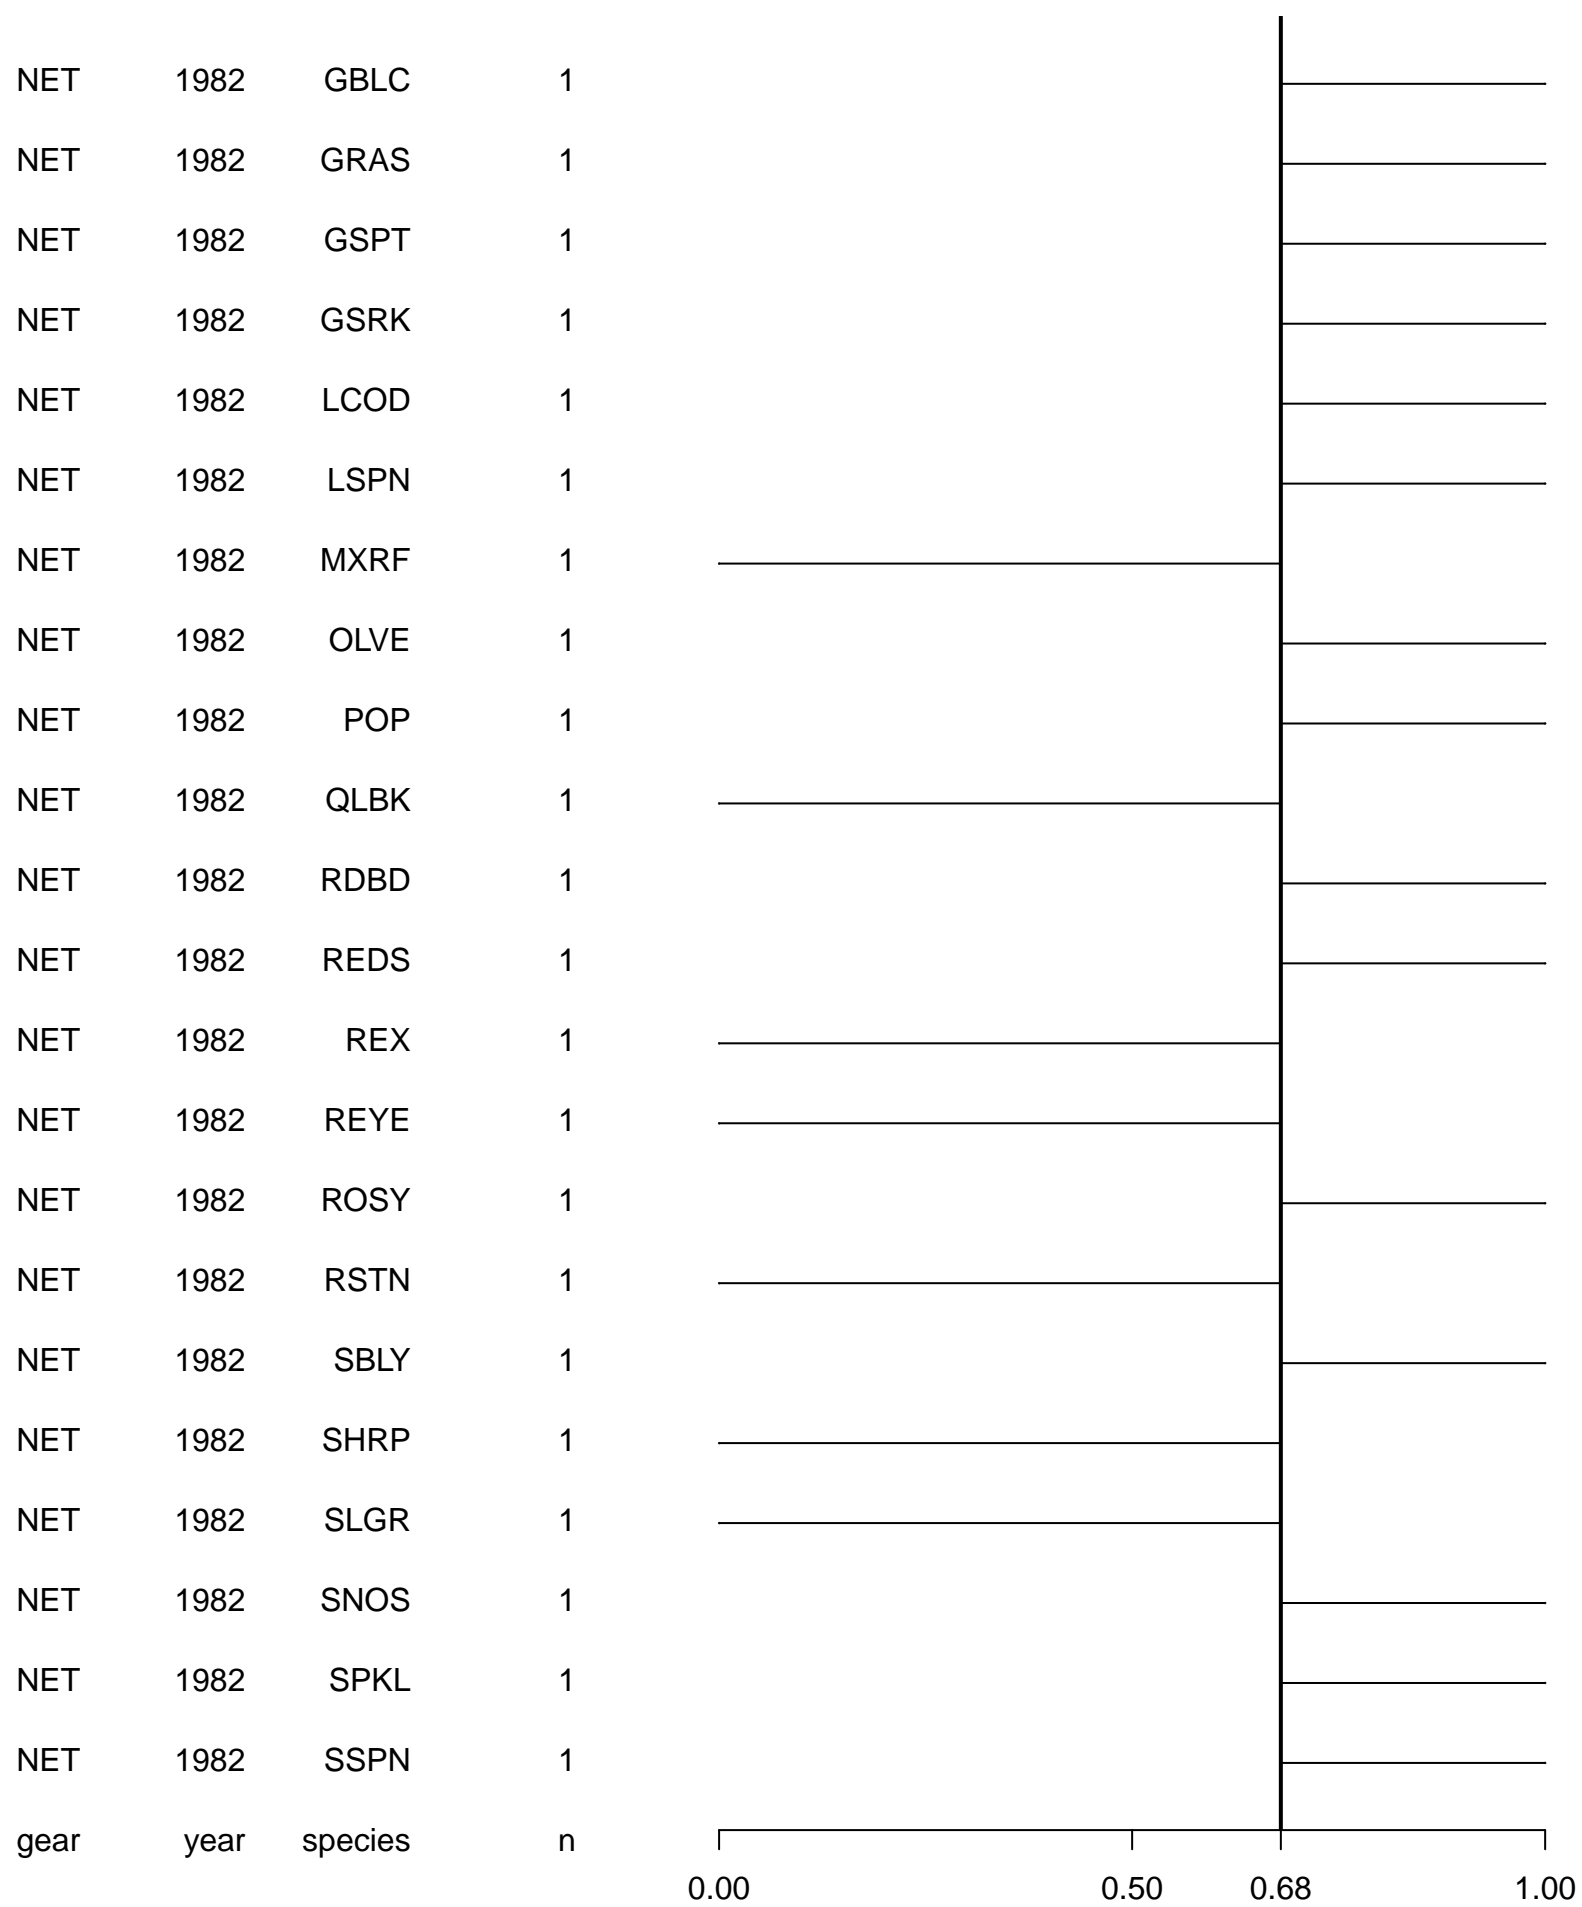 NET 1982 GBLC 1
NET 1982 GRAS 1
NET 1982 GSPT 1
NET 1982 GSRK 1
NET 1982 LCOD 1
NET 1982 LSPN 1
NET 1982 MXRF 1
NET 1982 OLVE 1
NET 1982 POP 1
NET 1982 QLBK 1
NET 1982 RDBD 1
NET 1982 REDS 1
NET 1982 REX 1
NET 1982 REYE 1
NET 1982 ROSY 1
NET 1982 RSTN 1
NET 1982 SBLY 1
NET 1982 SHRP 1
NET 1982 SLGR 1
NET 1982 SNOS 1
NET 1982 SPKL 1
NET 1982 SSPN 1
gear year species n
0.00 0.50 0.68 1.00